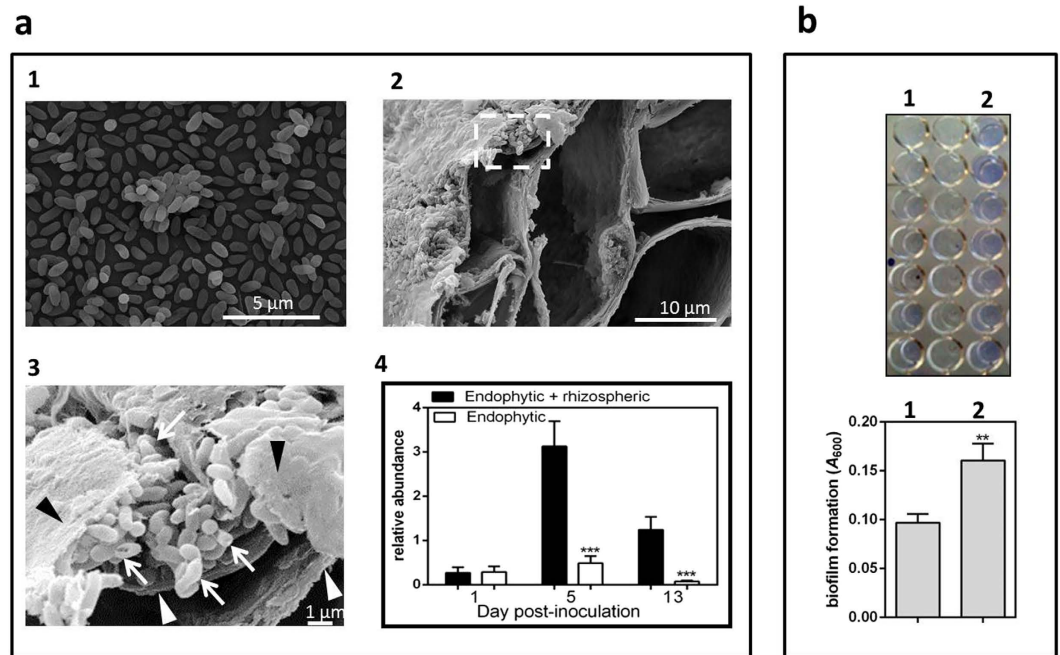 a
1
5 µm
2
10 µm
3
1 µm
4
Endophytic + rhizospheric
Endophytic
relative abundance
4
3
2
1
0
***
***
1 5 13
Day post-inoculation
b
1 2
1 2
biofilm formation (A600)
0.20
0.15
0.10
0.05
0.00
**